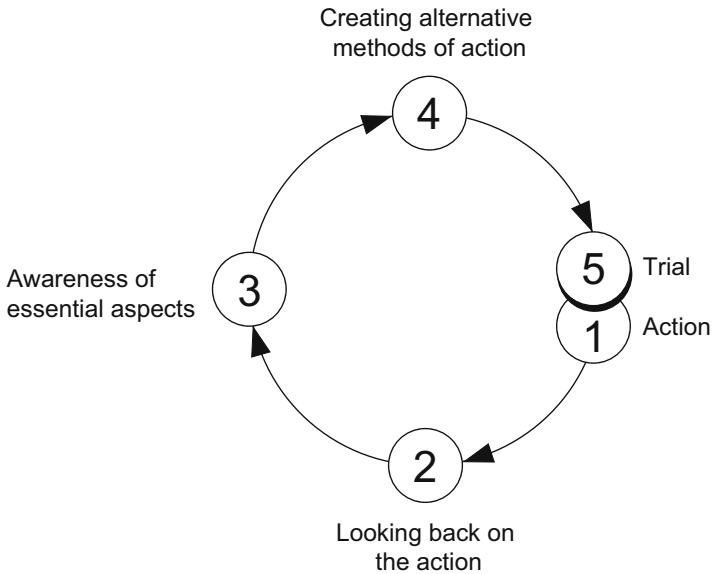 Creating alternative
methods of action
4
5
Trial
Awareness of
essential aspects
3
1
Action
2
Looking back on
the action